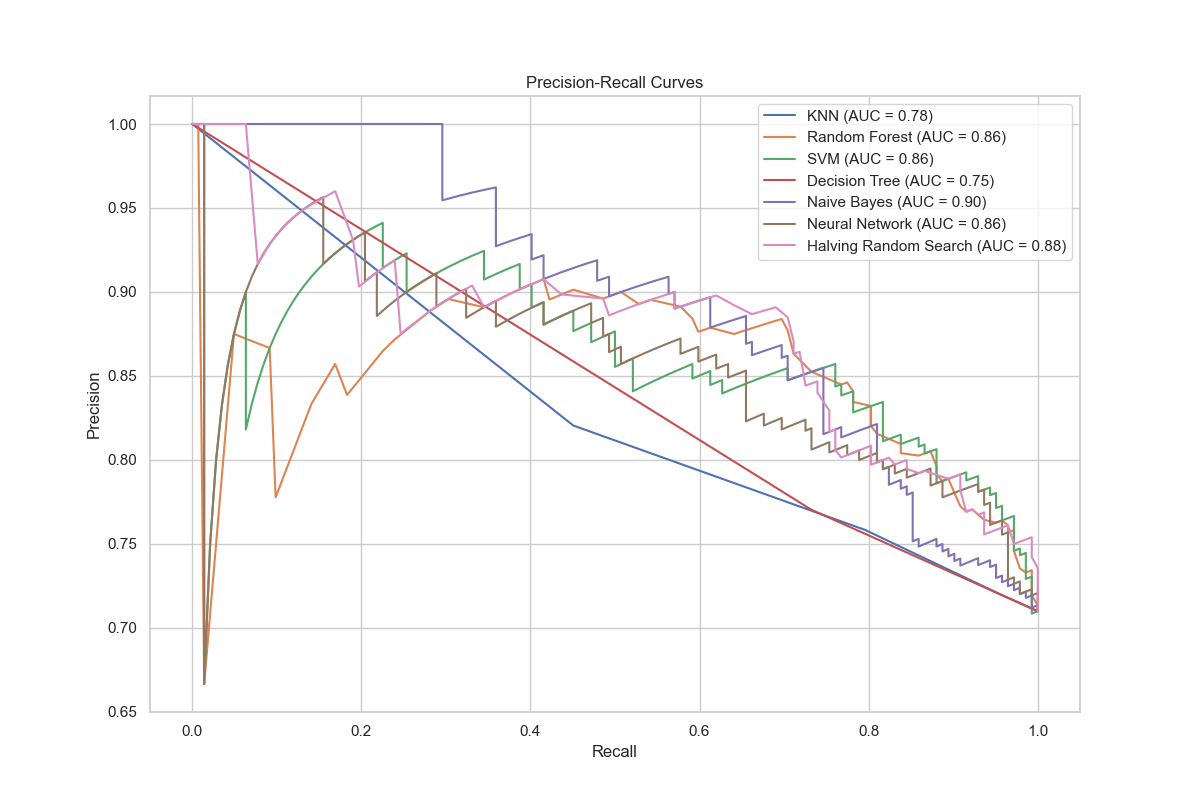 Precision-Recall Curves
KNN (AUC = 0.78)
Random Forest (AUC = 0.86)
SVM (AUC = 0.86)
Decision Tree (AUC = 0.75)
Naive Bayes (AUC = 0.90)
Neural Network (AUC = 0.86)
Halving Random Search (AUC = 0.88)
1.00
0.95
0.90
0.85
0.80
0.75
0.70
0.65
Precision
0.0 0.2 0.4 0.6 0.8 1.0
Recall